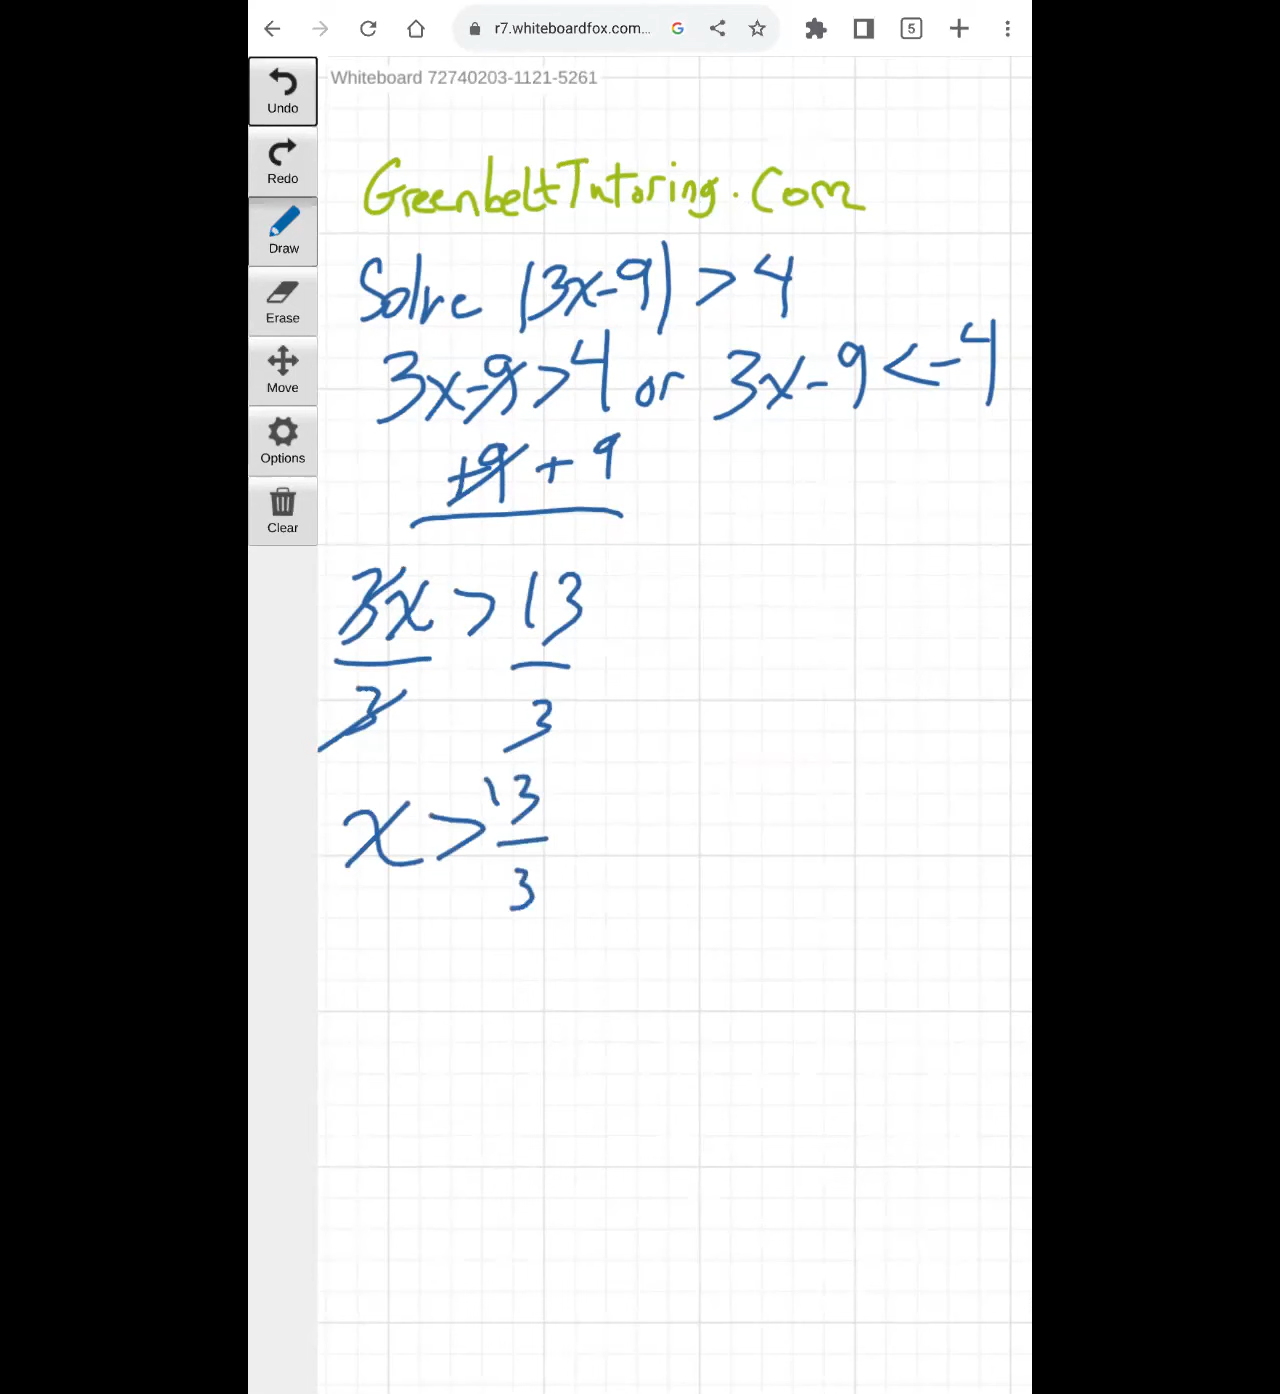 r7.whiteboardfox.com...
5
Whiteboard 72740203-1121-5261
Undo
Redo
Draw
Erase
Move
Options
Clear
GreenbeltTutoring.Com
Solve |3x-9| > 4
3x-9>4 or 3x-9<-4
+9 + 9
3x > 13
3 3
x > 13
3